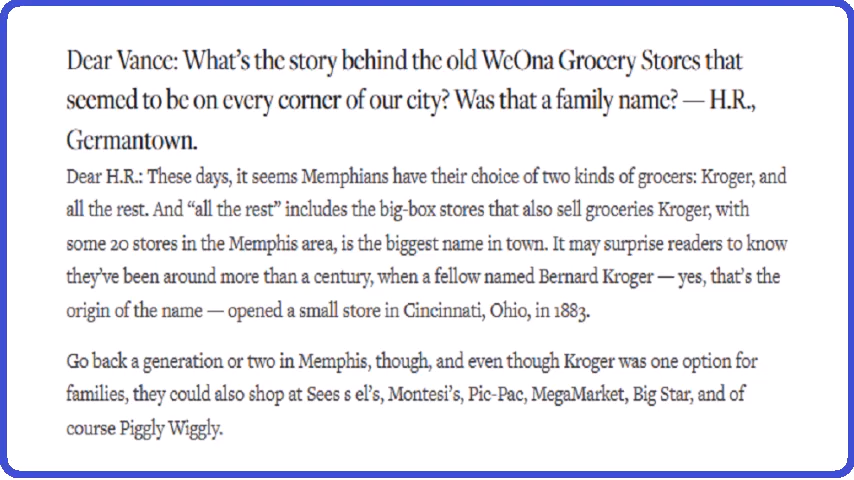 Dear Vance: What's the story behind the old WeOna Grocery Stores that
seemed to be on every corner of our city? Was that a family name? — H.R.,
Germantown.
Dear H.R.: These days, it seems Memphians have their choice of two kinds of grocers: Kroger, and
all the rest. And “all the rest” includes the big-box stores that also sell groceries Kroger, with
some 20 stores in the Memphis area, is the biggest name in town. It may surprise readers to know
they've been around more than a century, when a fellow named Bernard Kroger — yes, that's the
origin of the name — opened a small store in Cincinnati, Ohio, in 1883.
Go back a generation or two in Memphis, though, and even though Kroger was one option for
families, they could also shop at Sees s el's, Montesi's, Pic-Pac, MegaMarket, Big Star, and of
course Piggly Wiggly.